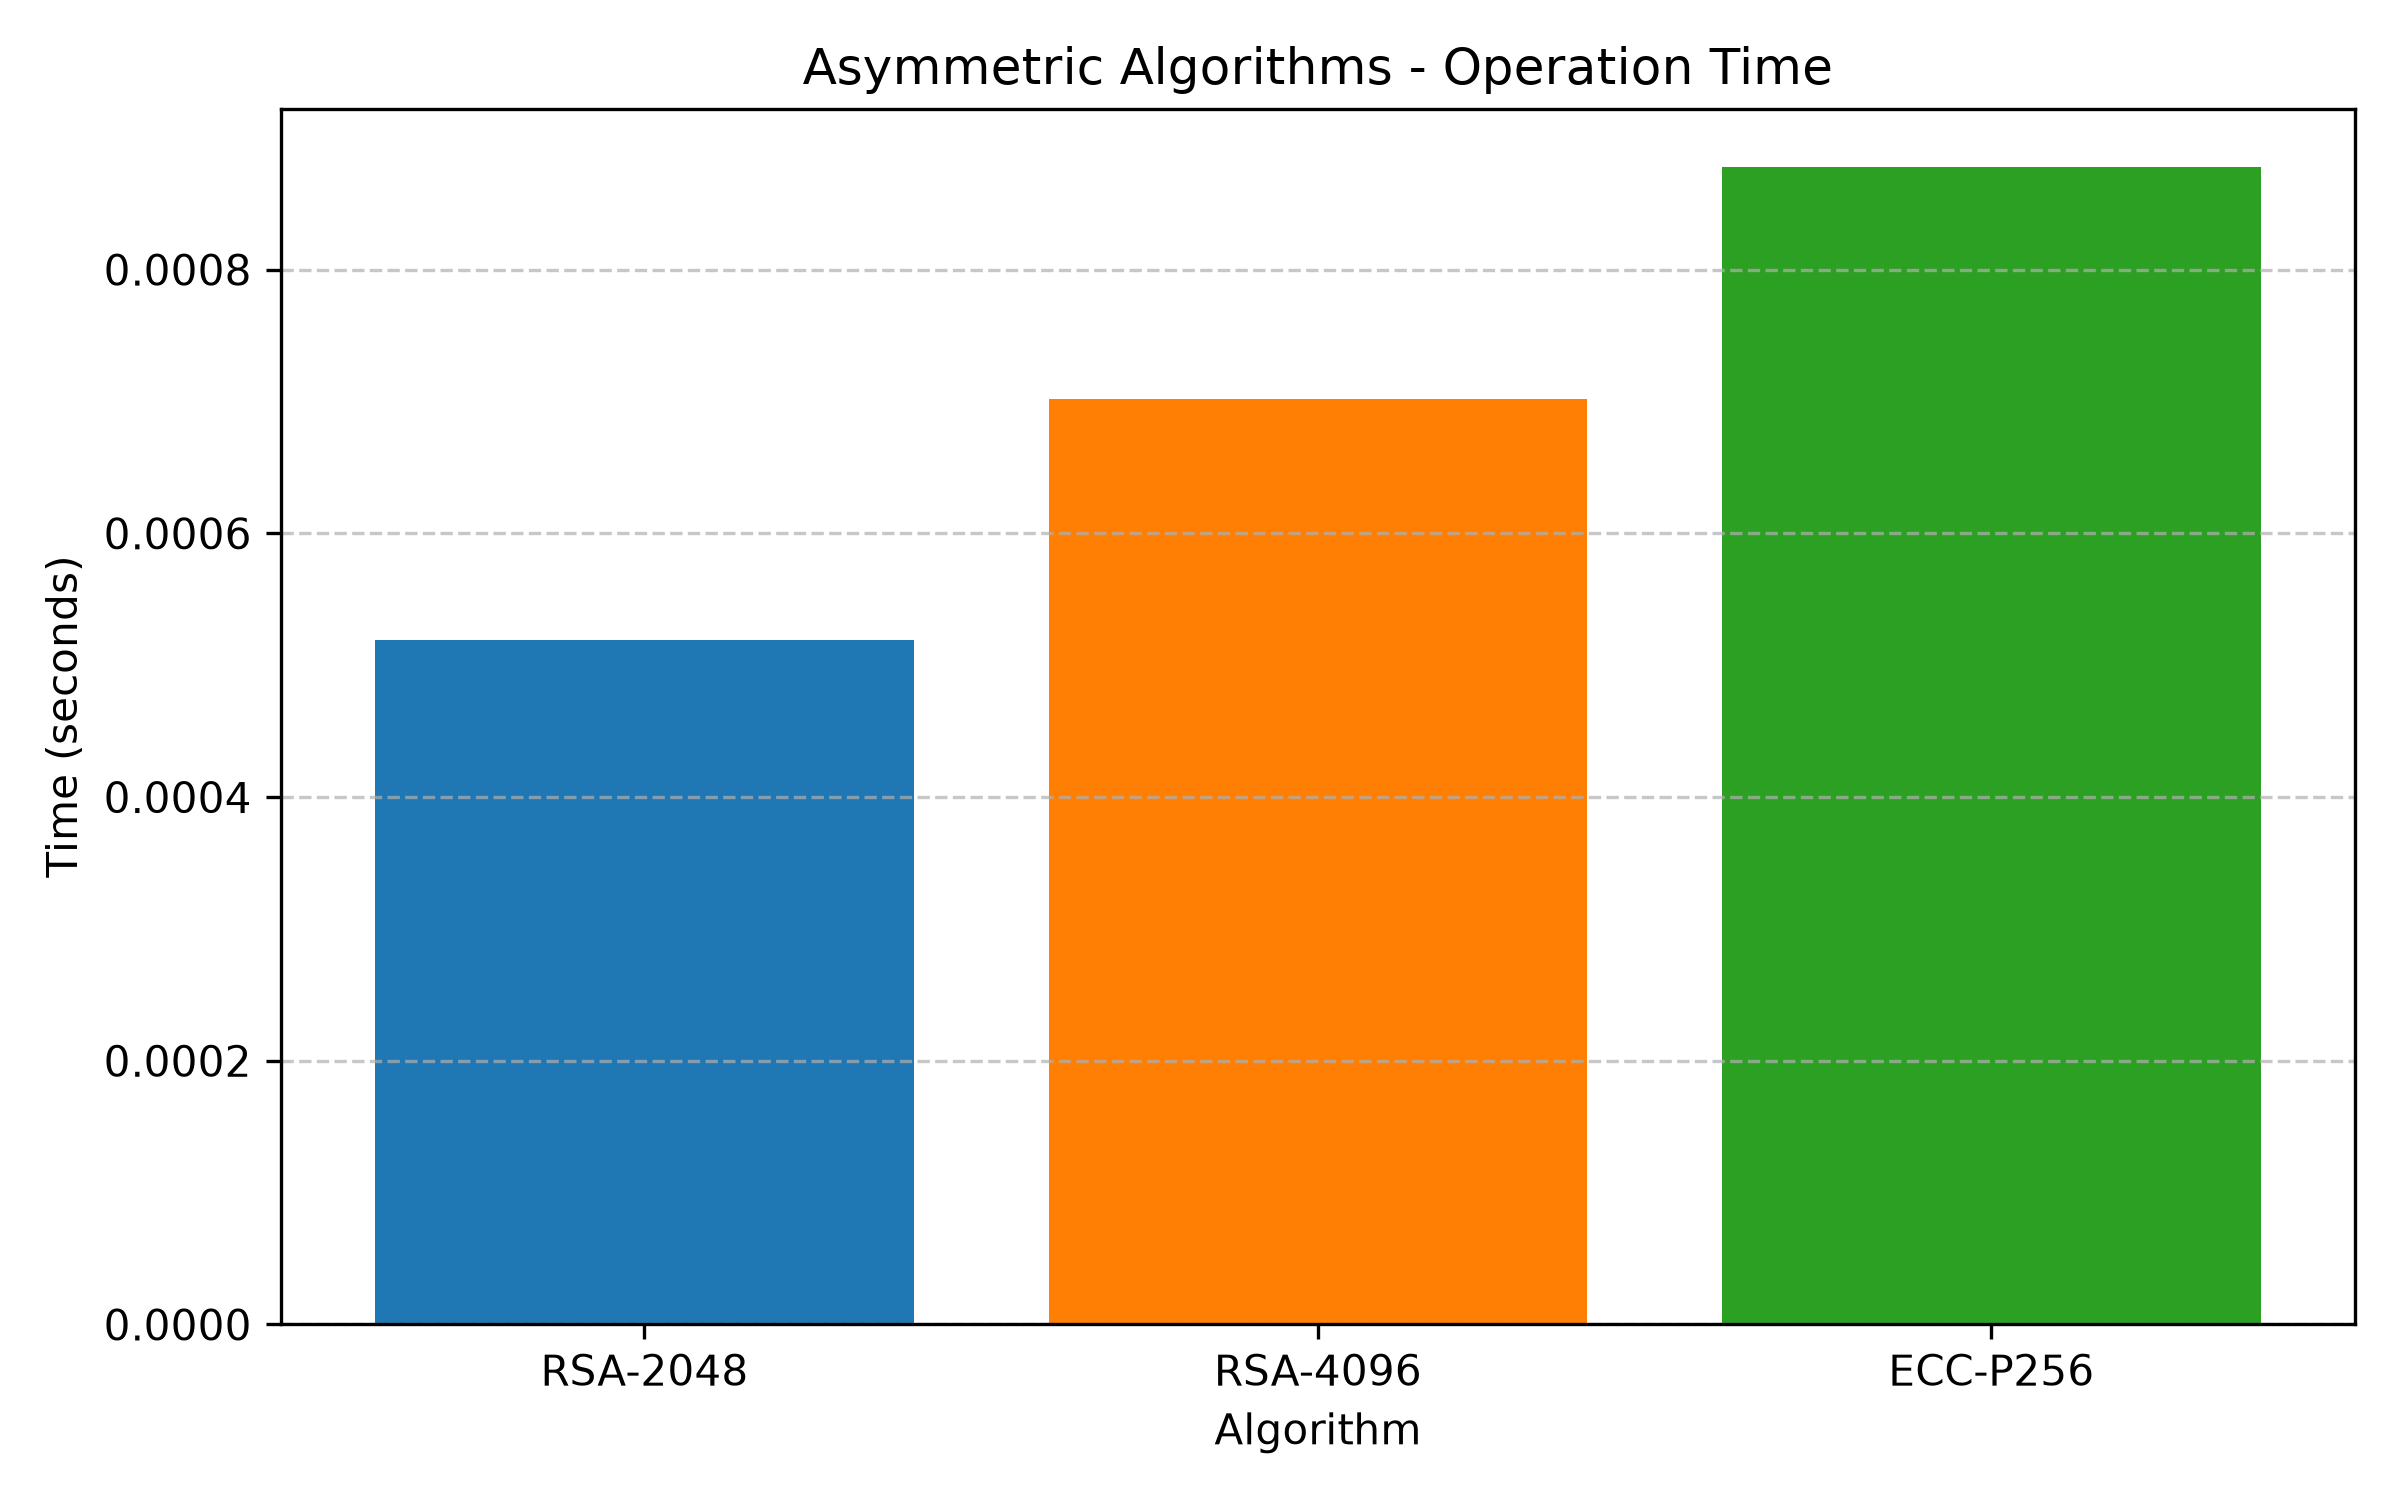 Asymmetric Algorithms - Operation Time
Time (seconds)
0.0008
0.0006
0.0004
0.0002
0.0000
RSA-2048
RSA-4096
ECC-P256
Algorithm